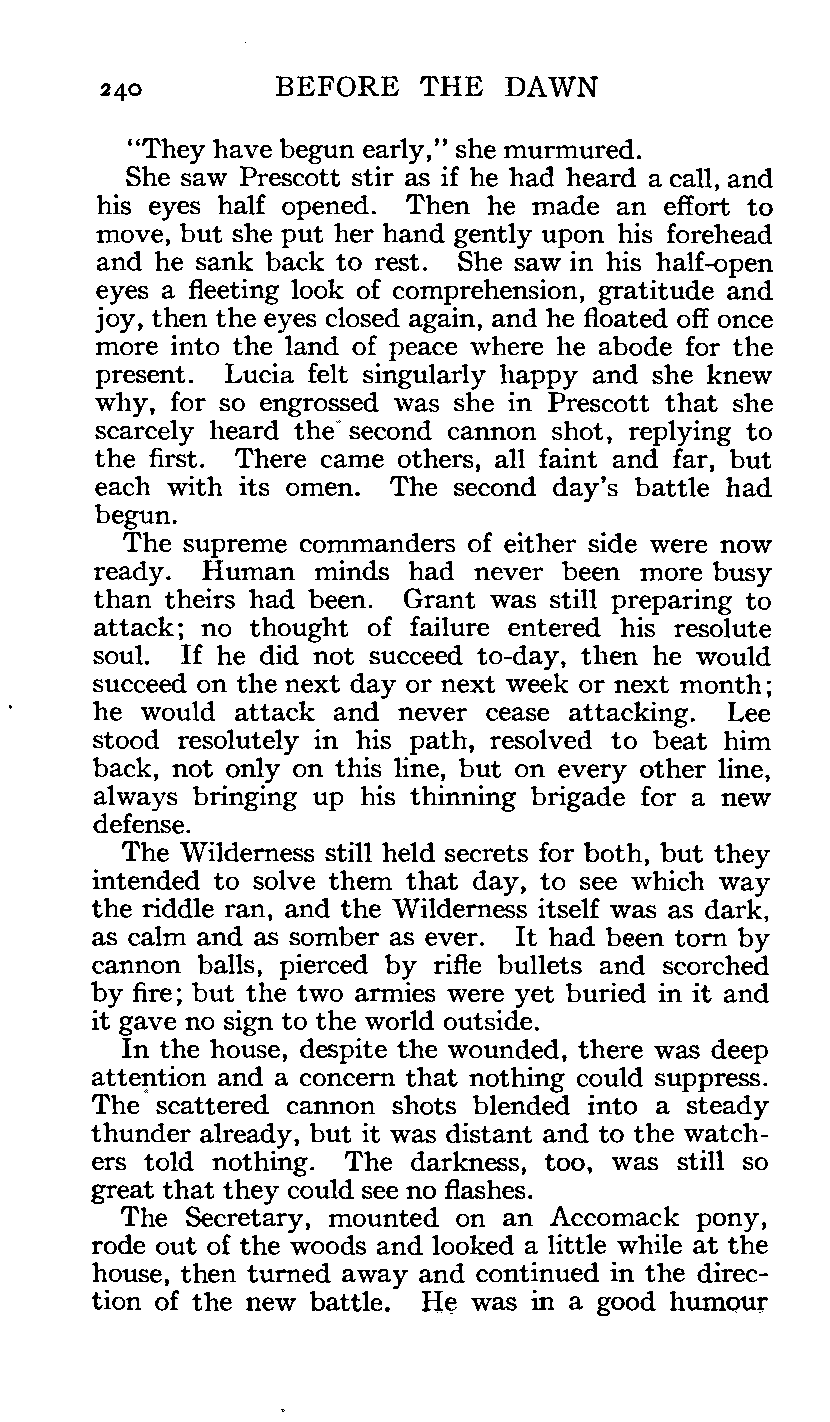 240 BEFORE THE DAWN
“They have begun early,” she murmured.
She saw Prescott stir as if he had heard a call, and
his eyes half opened. Then he made an effort to
move, but she put her hand gently upon his forehead
and he sank back to rest. She saw in his half-open
eyes a fleeting look of comprehension, gratitude and
joy, then the eyes closed again, and he floated off once
more into the land of peace where he abode for the
present. Lucia felt singularly happy and she knew
why, for so engrossed was she in Prescott that she
scarcely heard the second cannon shot, replying to
the first. There came others, all faint and far, but
each with its omen. The second day's battle had
begun.
The supreme commanders of either side were now
ready. Human minds had never been more busy
than theirs had been. Grant was still preparing to
attack; no thought of failure entered his resolute
soul. If he did not succeed to-day, then he would
succeed on the next day or next week or next month;
he would attack and never cease attacking. Lee
stood resolutely in his path, resolved to beat him
back, not only on this line, but on every other line,
always bringing up his thinning brigade for a new
defense.
The Wilderness still held secrets for both, but they
intended to solve them that day, to see which way
the riddle ran, and the Wilderness itself was as dark,
as calm and as somber as ever. It had been torn by
cannon balls, pierced by rifle bullets and scorched
by fire; but the two armies were yet buried in it and
it gave no sign to the world outside.
In the house, despite the wounded, there was deep
attention and a concern that nothing could suppress.
The scattered cannon shots blended into a steady
thunder already, but it was distant and to the watch-
ers told nothing. The darkness, too, was still so
great that they could see no flashes.
The Secretary, mounted on an Accomack pony,
rode out of the woods and looked a little while at the
house, then turned away and continued in the direc-
tion of the new battle. He was in a good humour